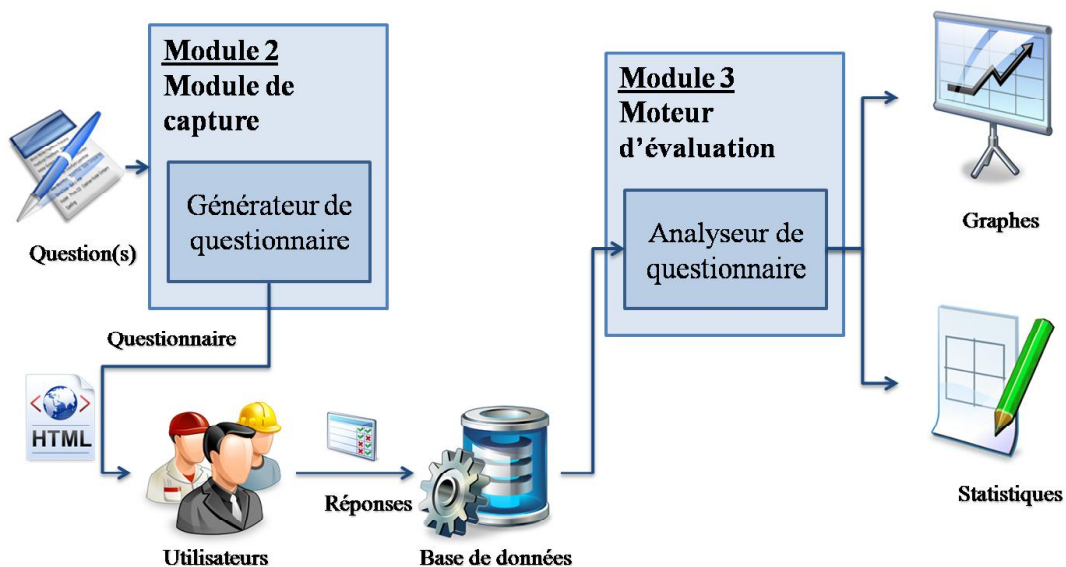 Module 2
Module de
capture
Générateur de
questionnaire
Question(s)
Questionnaire
HTML
Utilisateurs
Réponses
Base de données
Module 3
Moteur
d’évaluation
Analyseur de
questionnaire
Graphes
Statistiques